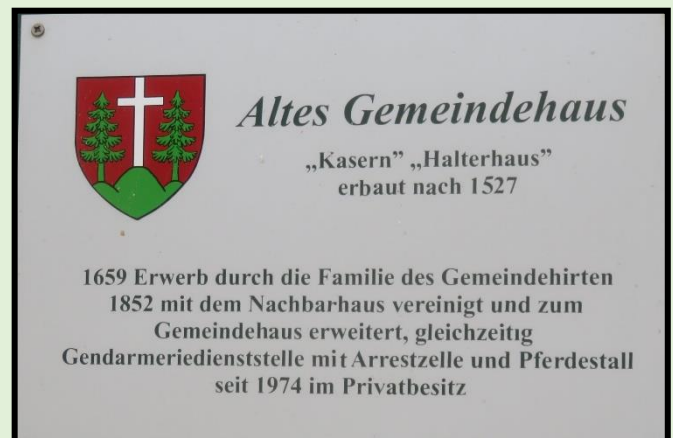 Altes Gemeindehaus
„Kasern” „Halterhaus”
erbaut nach 1527
1659 Erwerb durch die Familie des Gemeindehirten
1852 mit dem Nachbarhaus vereinigt und zum
Gemeindehaus erweitert, gleichzeitig
Gendarmeriedienststelle mit Arrestzelle und Pferdestall
seit 1974 im Privatbesitz